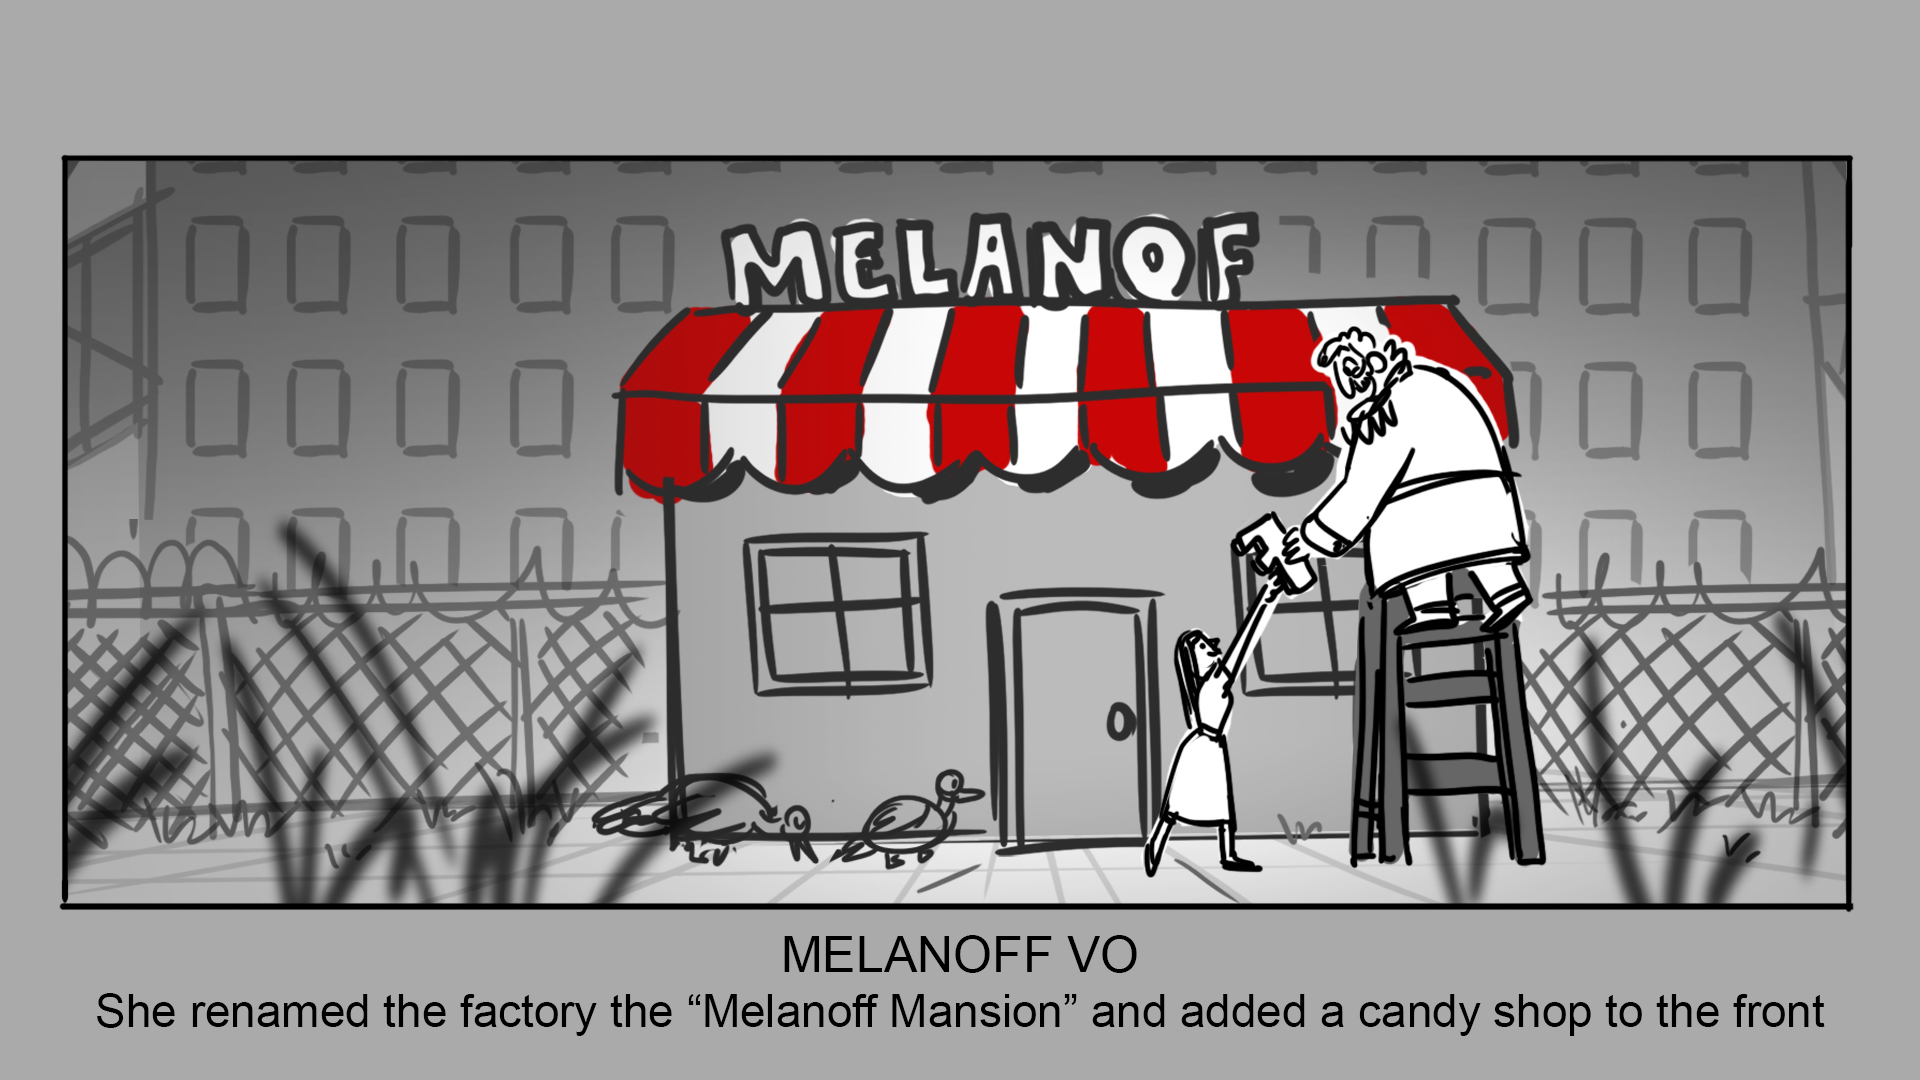 MELANOF
F
MELANOFF VO
She renamed the factory the “Melanoff Mansion” and added a candy shop to the front